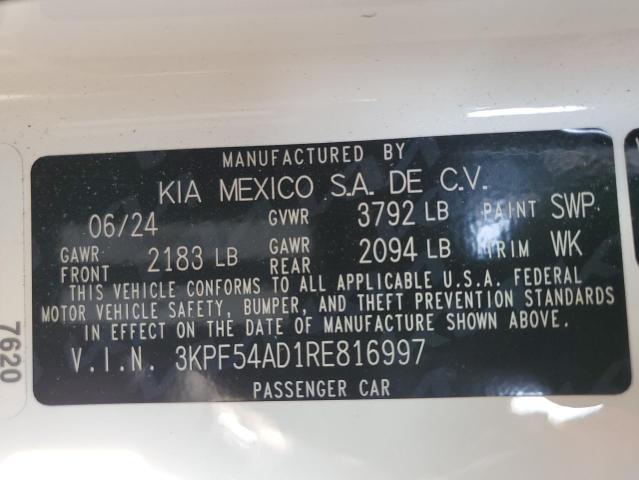 MANUFACTURED BY
KIA MEXICO S.A. DE C.V.
06/24 GVWR 3792 LB PAINT SWP
GAWR FRONT 2183 LB GAWR REAR 2094 LB TRIM WK
THIS VEHICLE CONFORMS TO ALL APPLICABLE U.S.A. FEDERAL
MOTOR VEHICLE SAFETY, BUMPER, AND THEFT PREVENTION STANDARDS
IN EFFECT ON THE DATE OF MANUFACTURE SHOWN ABOVE.
V.I.N. 3KPF54AD1RE816997
PASSENGER CAR
7620